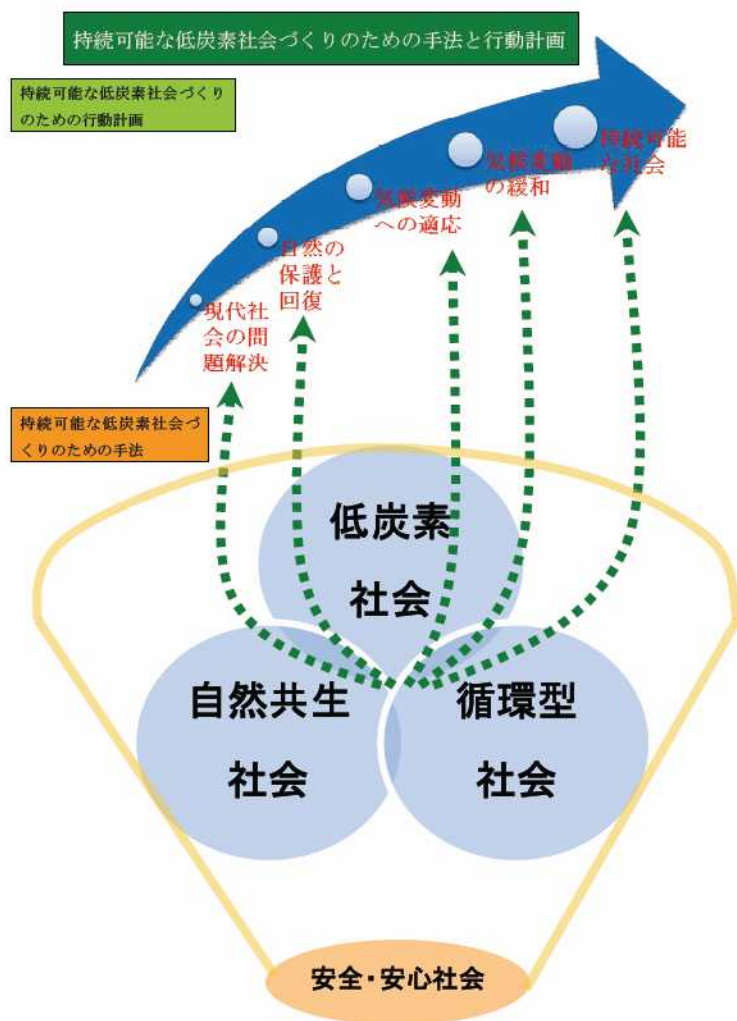 持続可能な低炭素社会づくりのための手法と行動計画
持続可能な低炭素社会づくり
のための行動計画
持続可能
な社会
気候変動
の緩和
気候変動
への適応
自然の
保護と
回復
現代社
会の問
題解決
持続可能な低炭素社会づ
くりのための手法
低炭素
社会
自然共生
社会
循環型
社会
安全・安心社会